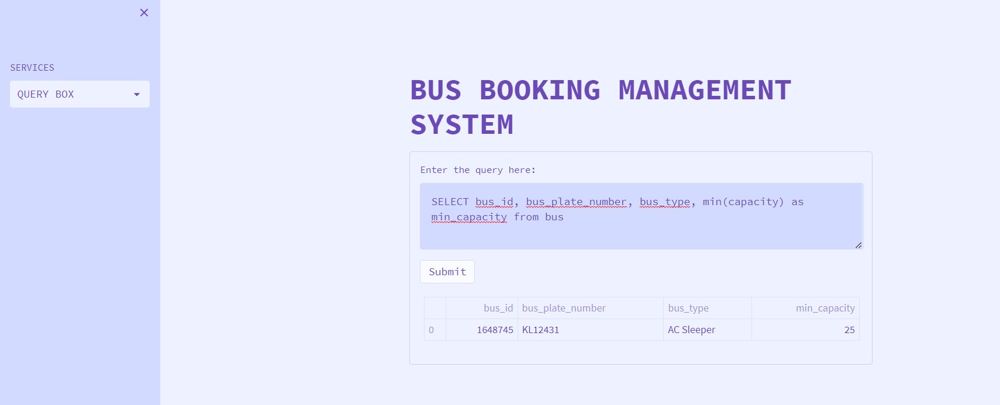 SERVICES
QUERY BOX
BUS BOOKING MANAGEMENT
SYSTEM
Enter the query here:
SELECT bus_id, bus_plate_number, bus_type, min(capacity) as
min_capacity from bus
Submit
bus_id bus_plate_number bus_type min_capacity
0 1648745 KL12431 AC Sleeper 25